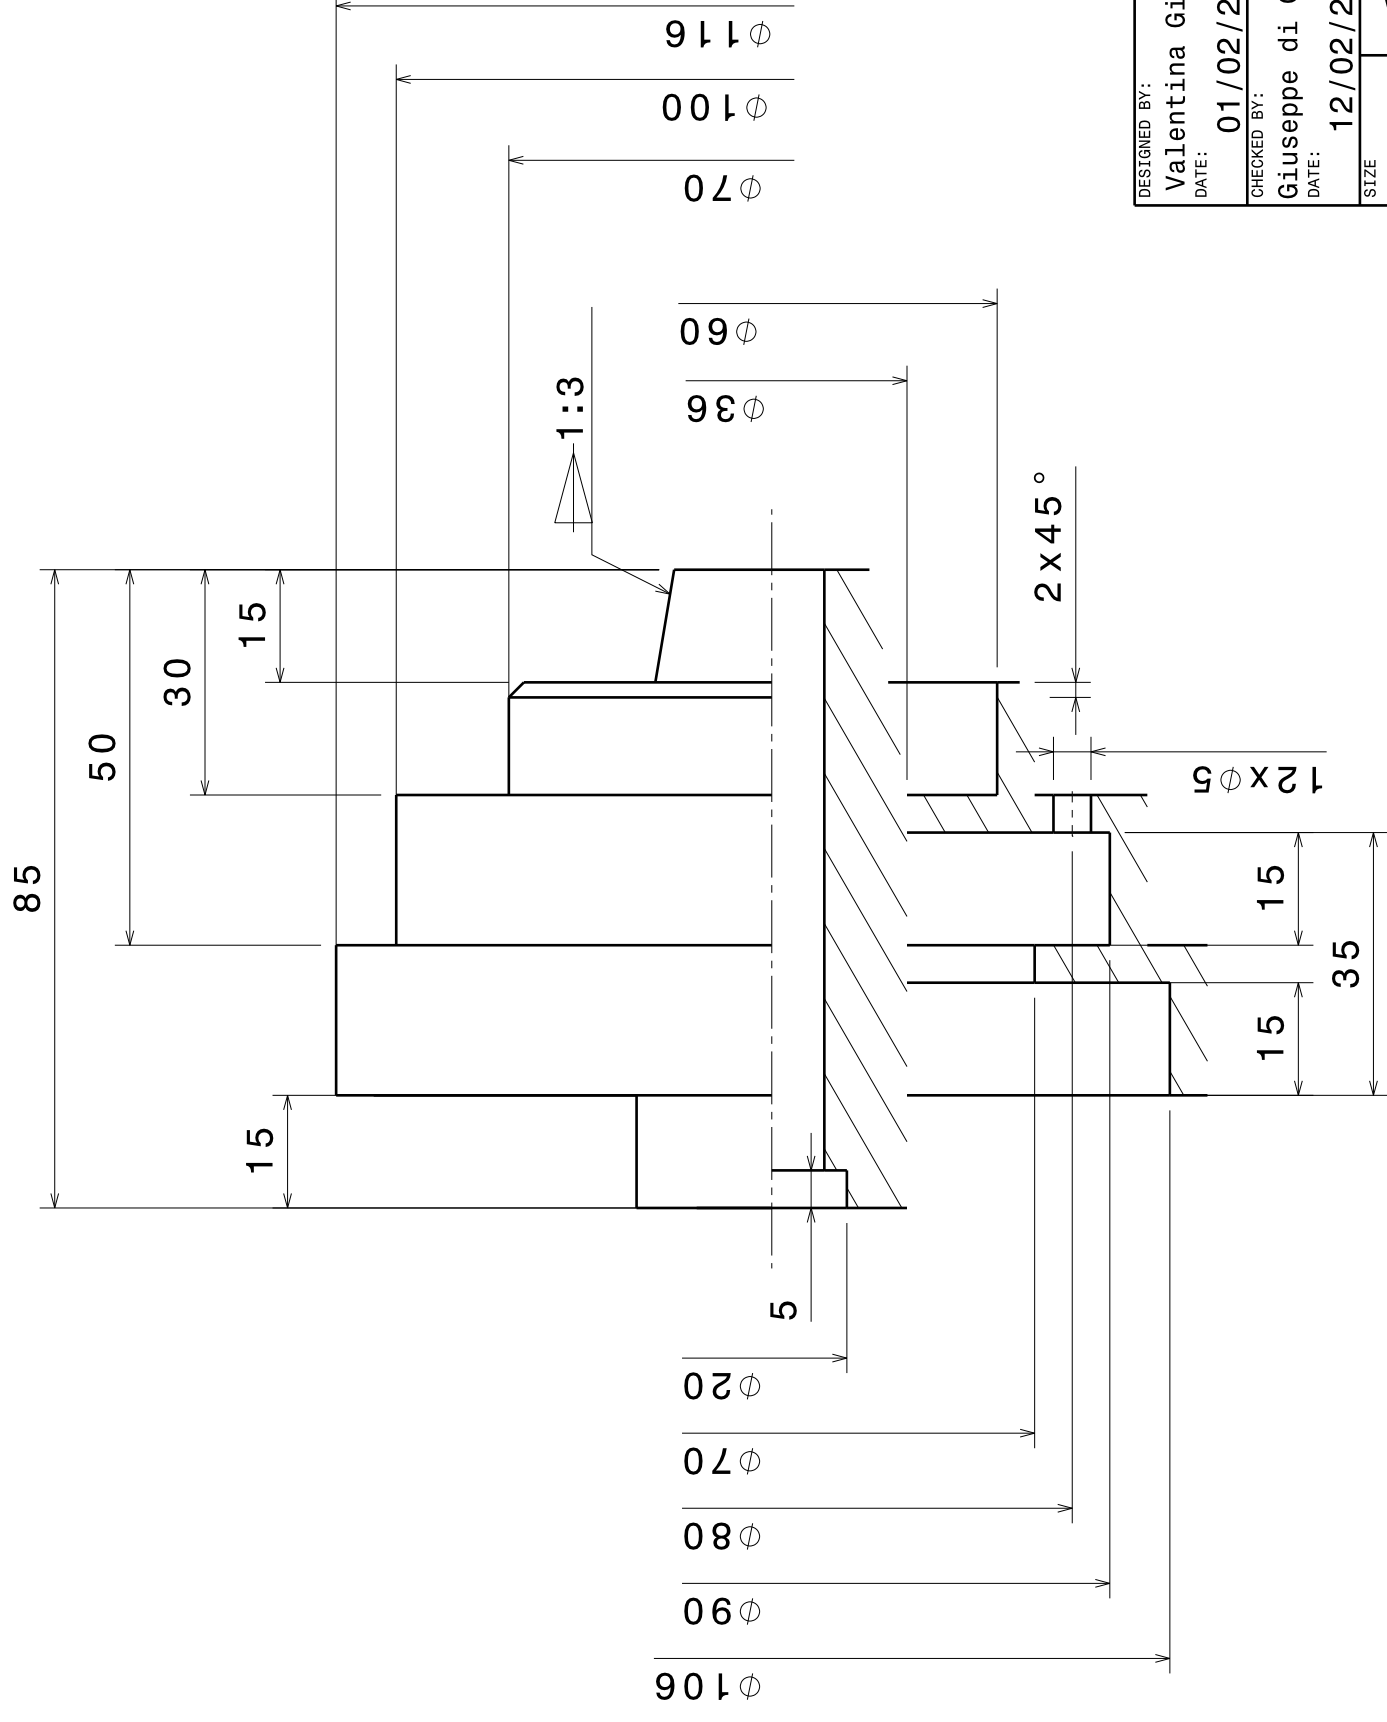 ⌀116
⌀100
⌀70
DESIGNED BY:
Valentina Gi
DATE:
01/02/2
CHECKED BY:
Giuseppe di
DATE:
12/02/2
SIZE
⌀60
1:3
⌀36
2x45°
15
30
50
12x⌀5
85
15
35
15
15
5
⌀20
⌀70
⌀80
⌀90
⌀106